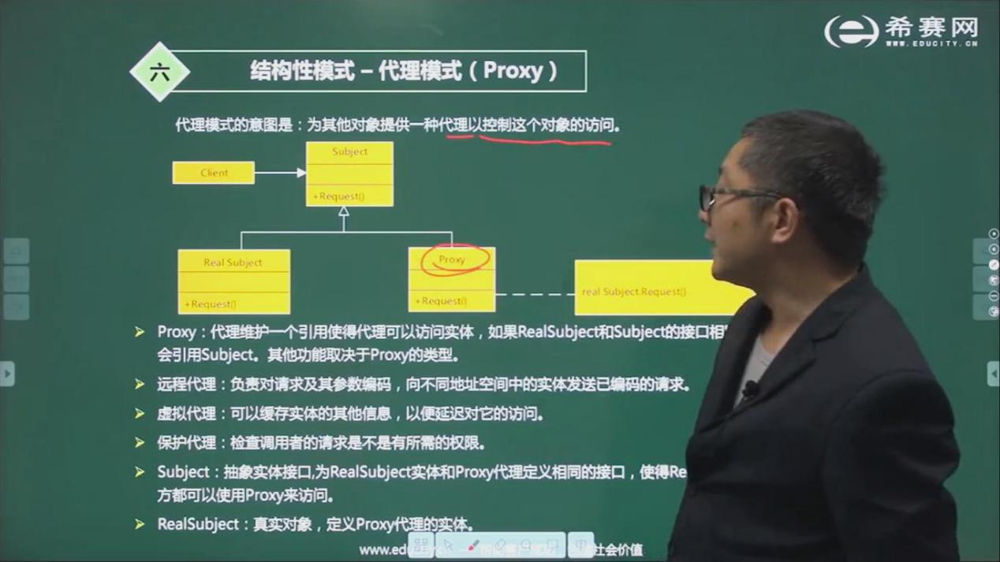 希赛网
WWW.EDUCITY.CN
六
结构性模式 – 代理模式（Proxy）
代理模式的意图是：为其他对象提供一种代理以控制这个对象的访问。
Client
Subject
+Request()
Real Subject
+Request()
Proxy
+Request()
real Subject.Request()
Proxy：代理维护一个引用使得代理可以访问实体，如果RealSubject和Subject的接口相
会引用Subject。其他功能取决于Proxy的类型。
远程代理：负责对请求及其参数编码，向不同地址空间中的实体发送已编码的请求。
虚拟代理：可以缓存实体的其他信息，以便延迟对它的访问。
保护代理：检查调用者的请求是不是有所需的权限。
Subject：抽象实体接口,为RealSubject实体和Proxy代理定义相同的接口，使得Re
方都可以使用Proxy来访问。
RealSubject：真实对象，定义Proxy代理的实体。
www.edu
社会价值